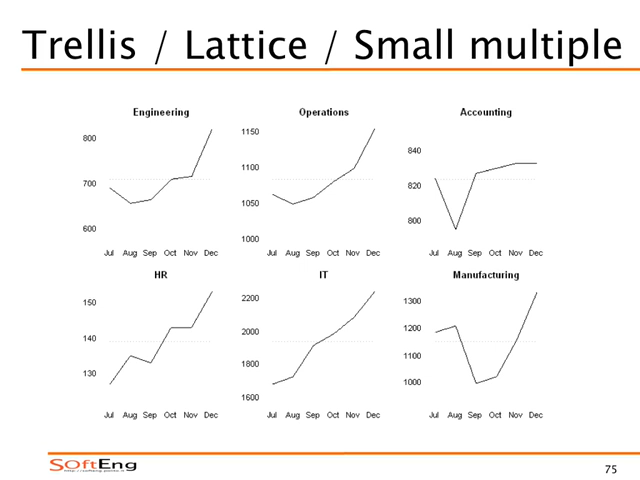 Trellis / Lattice / Small multiple
Engineering
800
700
600
Jul Aug Sep Oct Nov Dec
Operations
1150
1100
1050
1000
Jul Aug Sep Oct Nov Dec
Accounting
840
820
800
Jul Aug Sep Oct Nov Dec
HR
150
140
130
Jul Aug Sep Oct Nov Dec
IT
2200
2000
1800
1600
Jul Aug Sep Oct Nov Dec
Manufacturing
1300
1200
1100
1000
Jul Aug Sep Oct Nov Dec
SOftEng
75